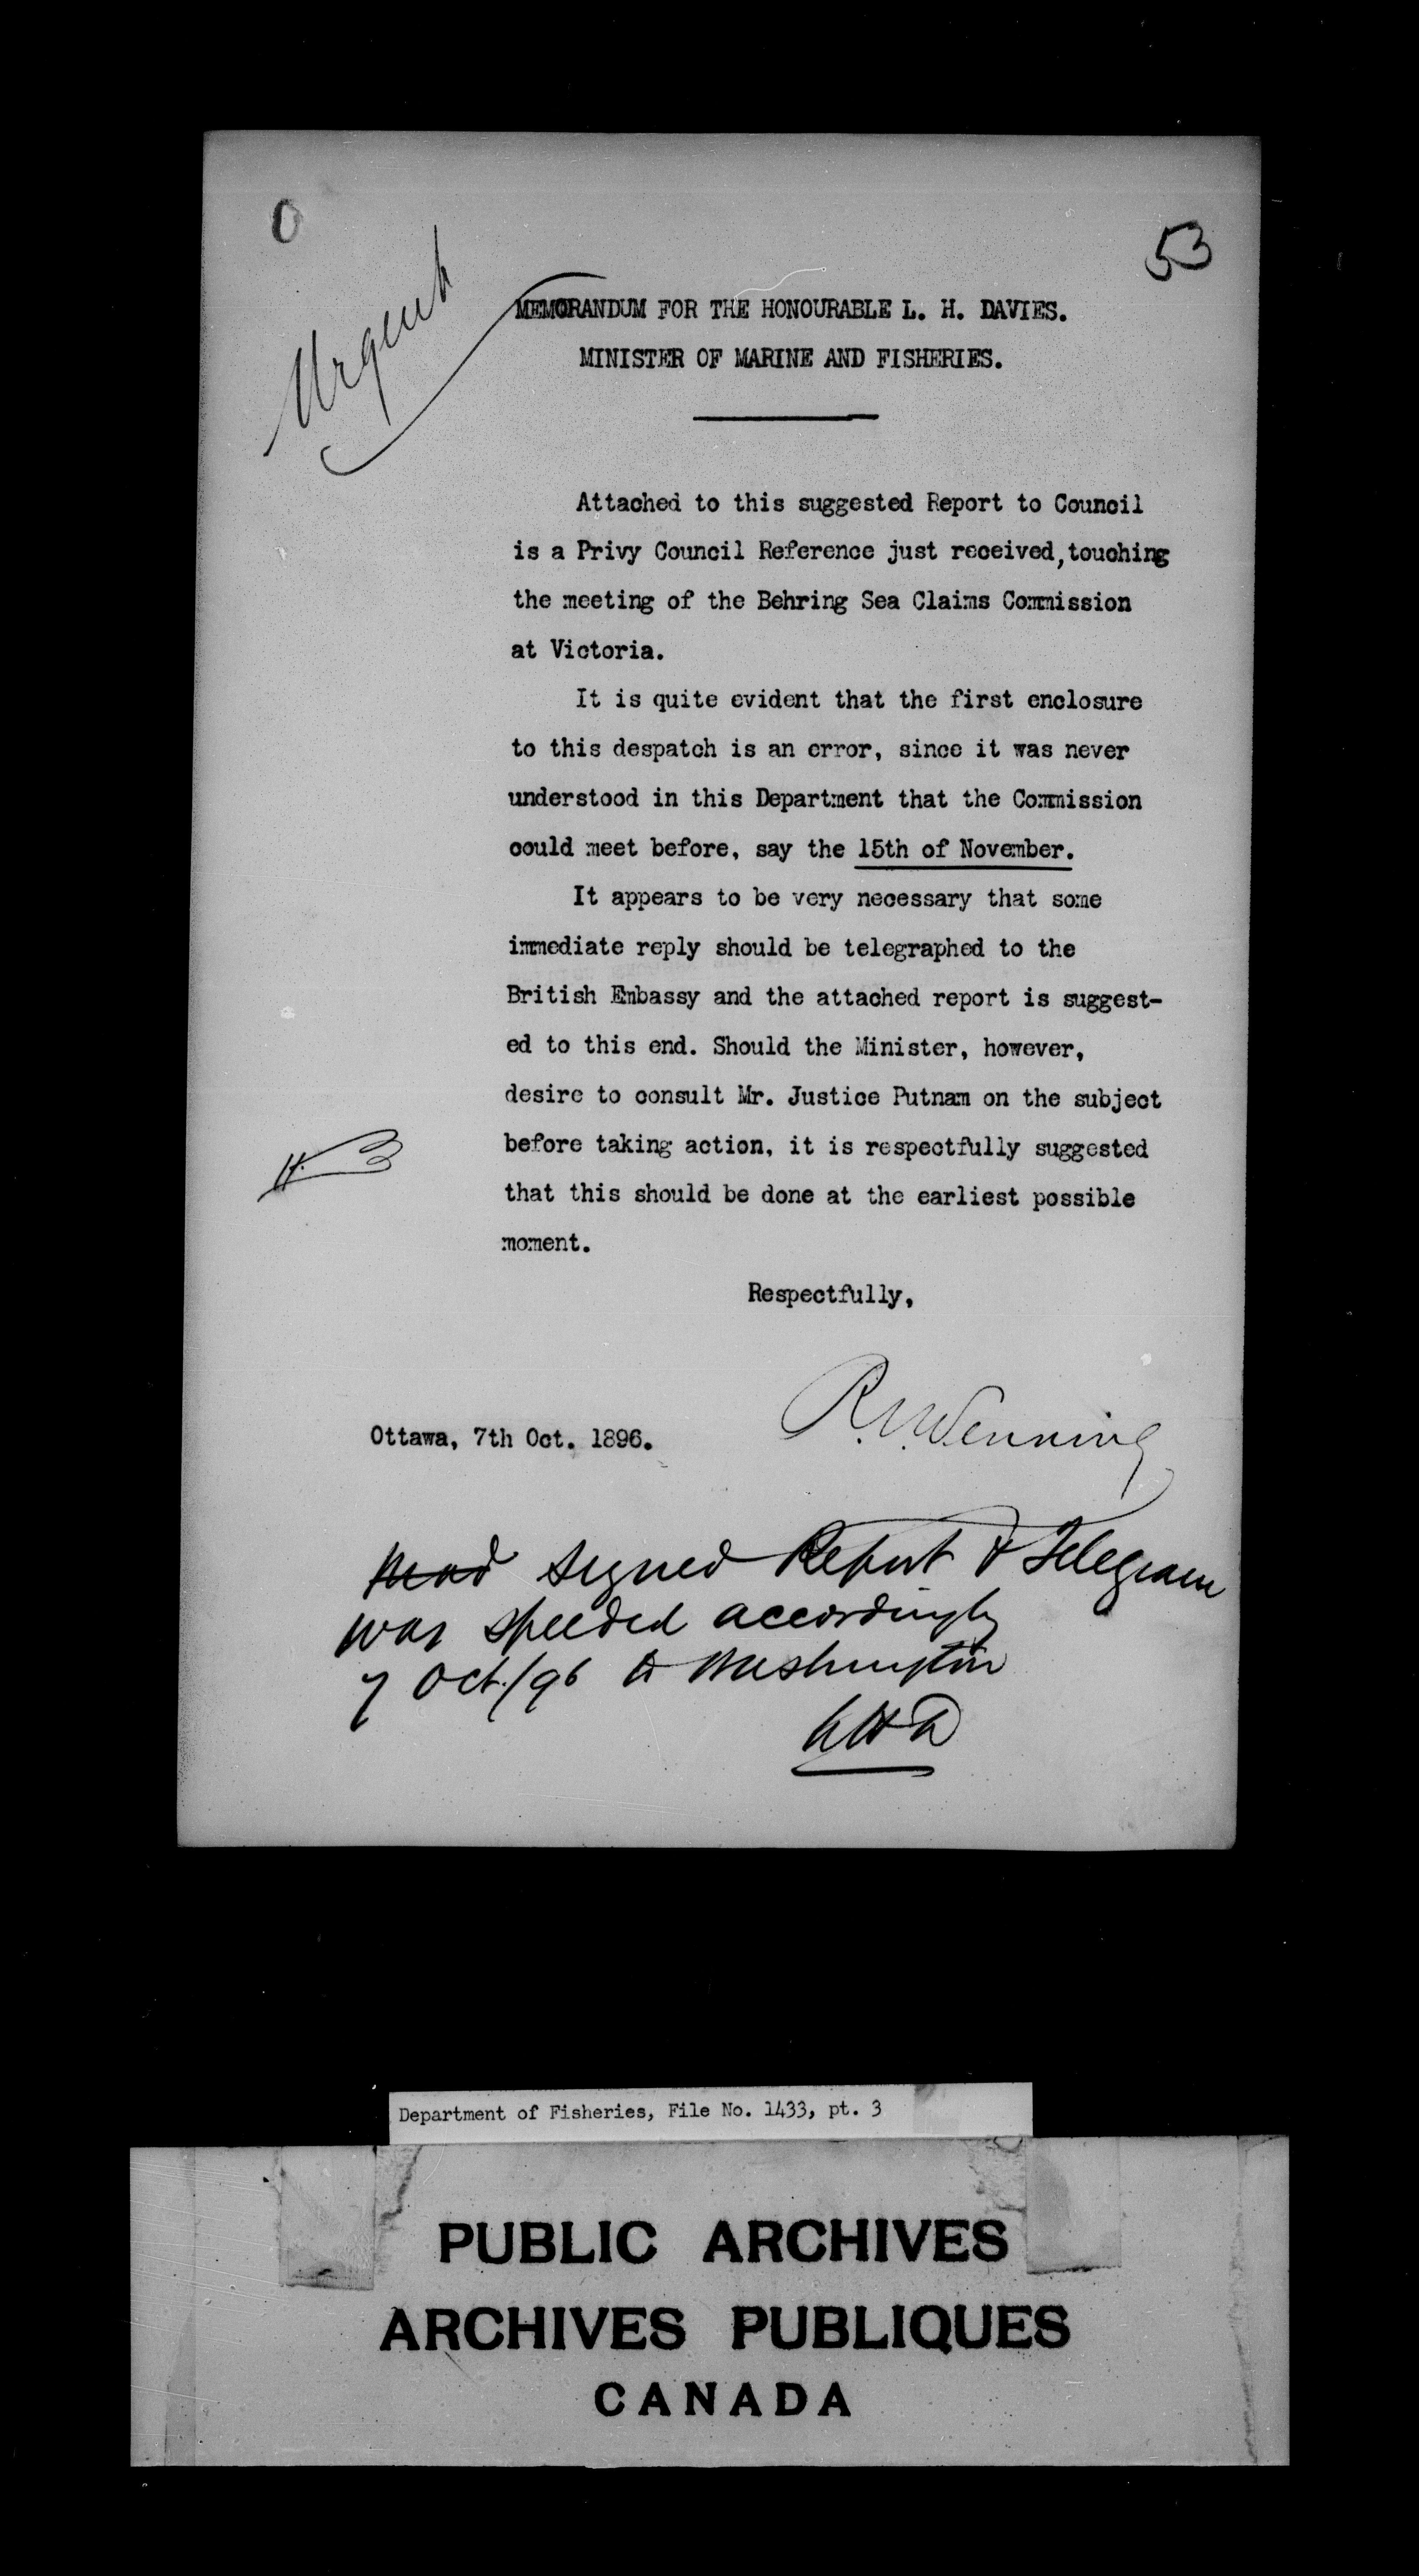 0
53
Urgent
MEMORANDUM FOR THE HONOURABLE L. H. DAVIES.
MINISTER OF MARINE AND FISHERIES.
Attached to this suggested Report to Council
is a Privy Council Reference just received, touching
the meeting of the Behring Sea Claims Commission
at Victoria.
It is quite evident that the first enclosure
to this despatch is an error, since it was never
understood in this Department that the Commission
could meet before, say the 15th of November.
It appears to be very necessary that some
immediate reply should be telegraphed to the
British Embassy and the attached report is suggest-
ed to this end. Should the Minister, however,
desire to consult Mr. Justice Putnam on the subject
before taking action, it is respectfully suggested
that this should be done at the earliest possible
moment.
Respectfully,
R. N. Venning
Ottawa, 7th Oct. 1896.
signed Report & Telegram
was speeded accordingly
7 Oct./96 to Washington
LHD
Department of Fisheries, File No. 1433, pt. 3
PUBLIC ARCHIVES
ARCHIVES PUBLIQUES
CANADA